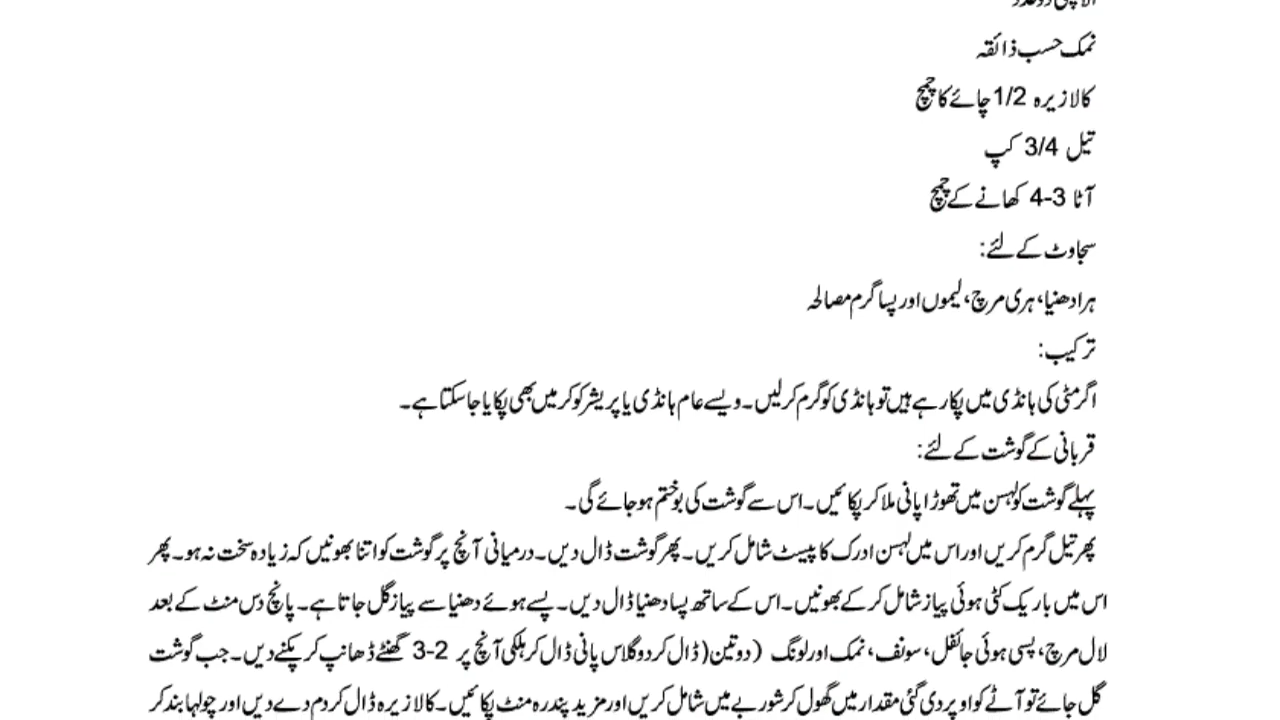 نمک حسب ذائقہ
کالا زیرہ 1/2 چائے کا چمچ
تیل 3/4 کپ
آٹا 3-4 کھانے کے چمچ
سجاوٹ کے لئے:
ہرا دھنیا، ہری مرچ، لیموں اور پسا گرم مصالحہ
ترکیب:
اگر مٹی کی ہانڈی میں پکا رہے ہیں تو ہانڈی کو گرم کر لیں۔ ویسے عام ہانڈی یا پریشر کوکر میں بھی پکایا جا سکتا ہے۔
قربانی کے گوشت کے لئے:
پہلے گوشت کو لہسن میں تھوڑا پانی ملا کر پکائیں۔ اس سے گوشت کی بو ختم ہو جائے گی۔
پھر تیل گرم کریں اور اس میں لہسن ادرک کا پیسٹ شامل کریں۔ پھر گوشت ڈال دیں۔ درمیانی آنچ پر گوشت کو اتنا بھونیں کہ زیادہ سخت نہ ہو۔ پھر
اس میں باریک کٹی ہوئی پیاز شامل کر کے بھونیں۔ اس کے ساتھ پسا دھنیا ڈال دیں۔ پسے ہوئے دھنیا سے پیاز گل جاتا ہے۔ پانچ دس منٹ کے بعد
لال مرچ، پسی ہوئی جائفل، سونف، نمک اور لونگ (دو تین( ڈال کر دو گلاس پانی ڈال کر ہلکی آنچ پر 2-3 گھنٹے ڈھانپ کر پکنے دیں۔ جب گوشت
گل جائے تو آٹے کو اوپر دی گئی مقدار میں گھول کر شوربے میں شامل کریں اور مزید پندرہ منٹ پکائیں۔ کالا زیرہ ڈال کر دم دے دیں اور چولہا بند کر